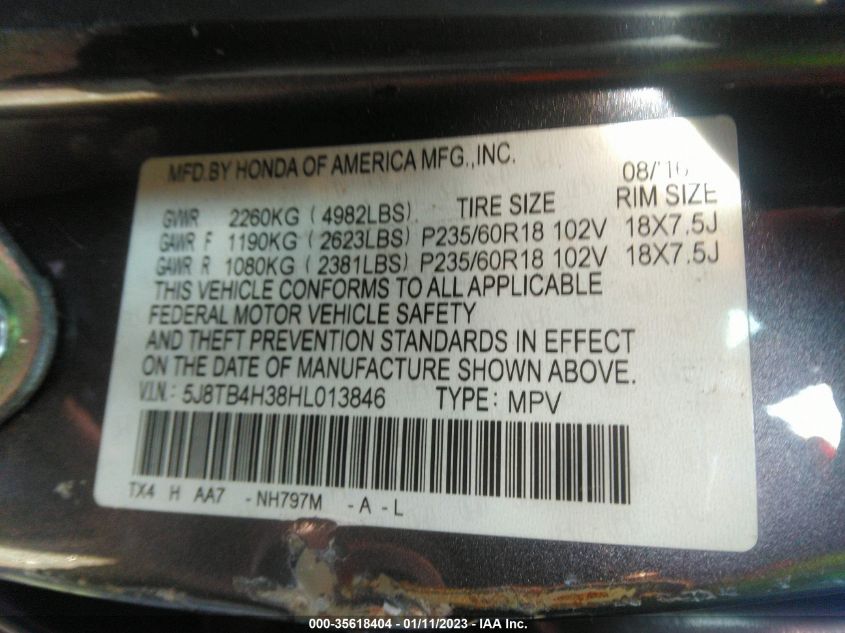 MFD.BY HONDA OF AMERICA MFG.,INC. 08/'16
GVWR 2260KG ( 4982LBS) TIRE SIZE RIM SIZE
GAWR F 1190KG ( 2623LBS) P235/60R18 102V 18X7.5J
GAWR R 1080KG ( 2381LBS) P235/60R18 102V 18X7.5J
THIS VEHICLE CONFORMS TO ALL APPLICABLE
FEDERAL MOTOR VEHICLE SAFETY
AND THEFT PREVENTION STANDARDS IN EFFECT
ON THE DATE OF MANUFACTURE SHOWN ABOVE.
V.I.N.: 5J8TB4H38HL013846 TYPE: MPV
TX4 H AA7 - NH797M - A - L
000-35618404 - 01/11/2023 - IAA Inc.